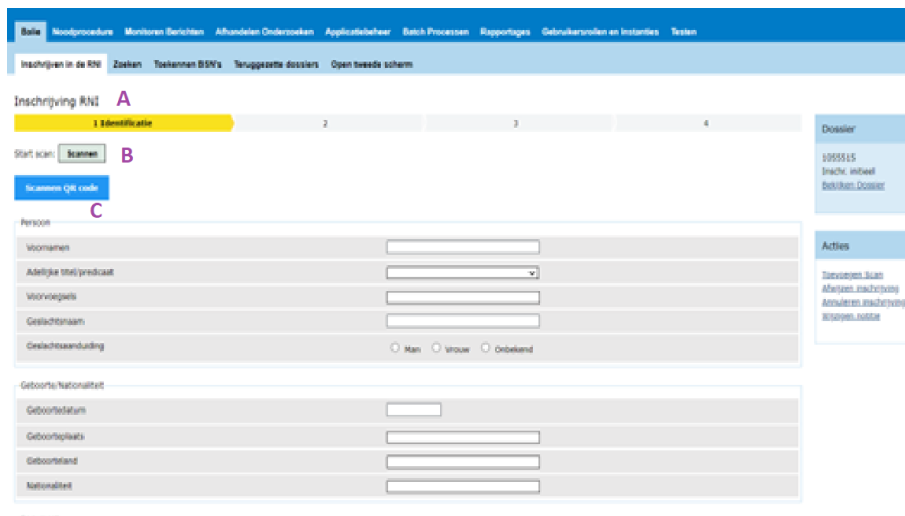 Balie Noodprocedure Monitoren Berichten Afhandelen Onderzoeken Applicatiebeheer Batch Processen Rapportages Gebruikersrollen en Instanties Testen
Inschrijven in de RNI Zoeken Toekennen BSN's Teruggezette dossiers Open tweede scherm
Inschrijving RNI A
1 Identificatie 2 3 4
Start scan: Scannen B
Scannen QR code
C
Persoon
Voornamen
Adellijke titel/predicaat
Voorvoegsels
Geslachtsnaam
Geslachtsaanduiding Man Vrouw Onbekend
Geboorte/Nationaliteit
Geboortedatum
Geboorteplaats
Geboorteland
Nationaliteit
Dossier
1055515
Inschr. initieel
Bekijken Dossier
Acties
Toevoegen Scan
Afwijzen inschrijving
Annuleren inschrijving
Wijzigen notitie